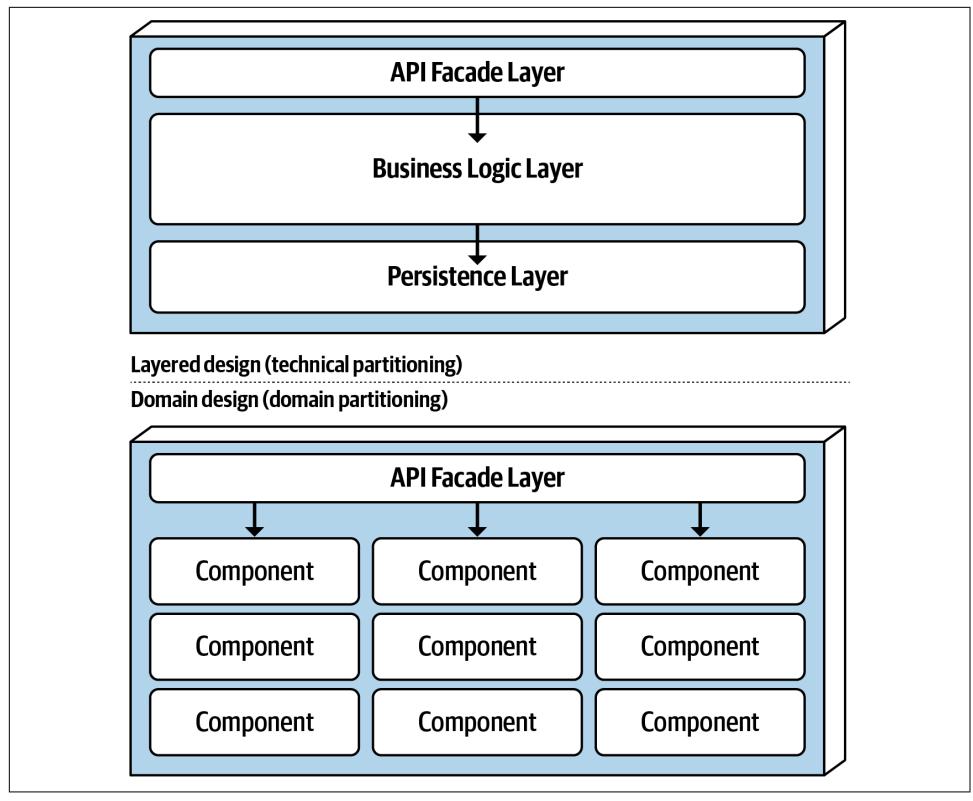 API Facade Layer
Business Logic Layer
Persistence Layer
Layered design (technical partitioning)
Domain design (domain partitioning)
API Facade Layer
Component Component Component
Component Component Component
Component Component Component